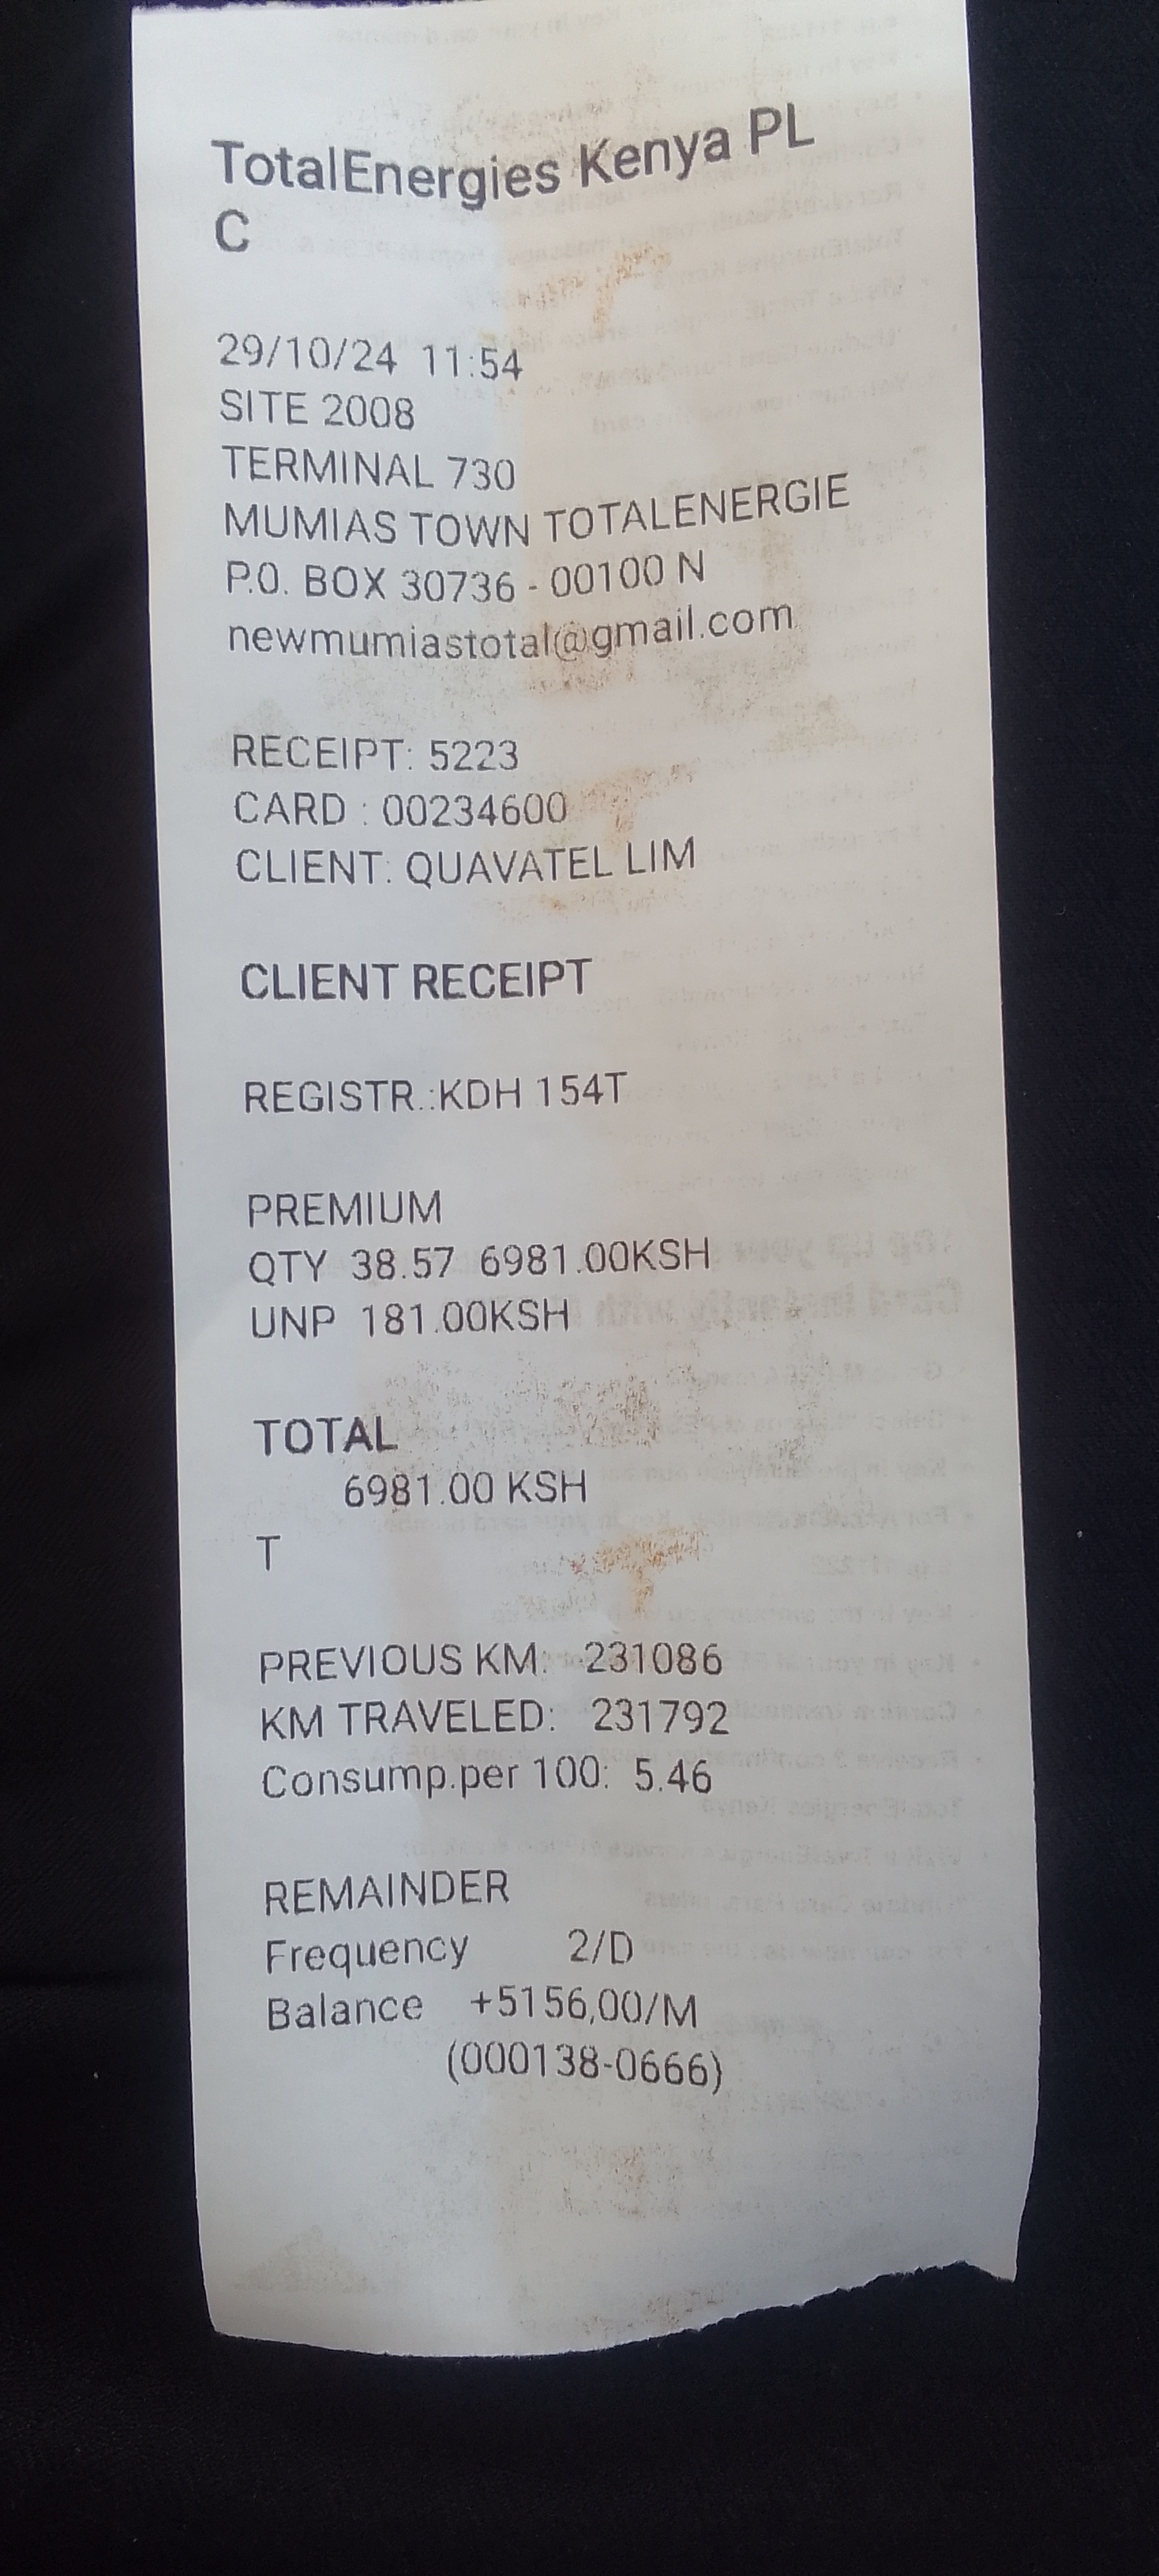 TotalEnergies Kenya PL
C
29/10/24 11:54
SITE 2008
TERMINAL 730
MUMIAS TOWN TOTALENERGIE
P.O. BOX 30736 - 00100 N
newmumiastotal@gmail.com
RECEIPT: 5223
CARD : 00234600
CLIENT: QUAVATEL LIM
CLIENT RECEIPT
REGISTR.:KDH 154T
PREMIUM
QTY 38.57 6981.00KSH
UNP 181.00KSH
TOTAL
6981.00 KSH
T
PREVIOUS KM: 231086
KM TRAVELED: 231792
Consump.per 100: 5.46
REMAINDER
Frequency 2/D
Balance +5156,00/M
(000138-0666)